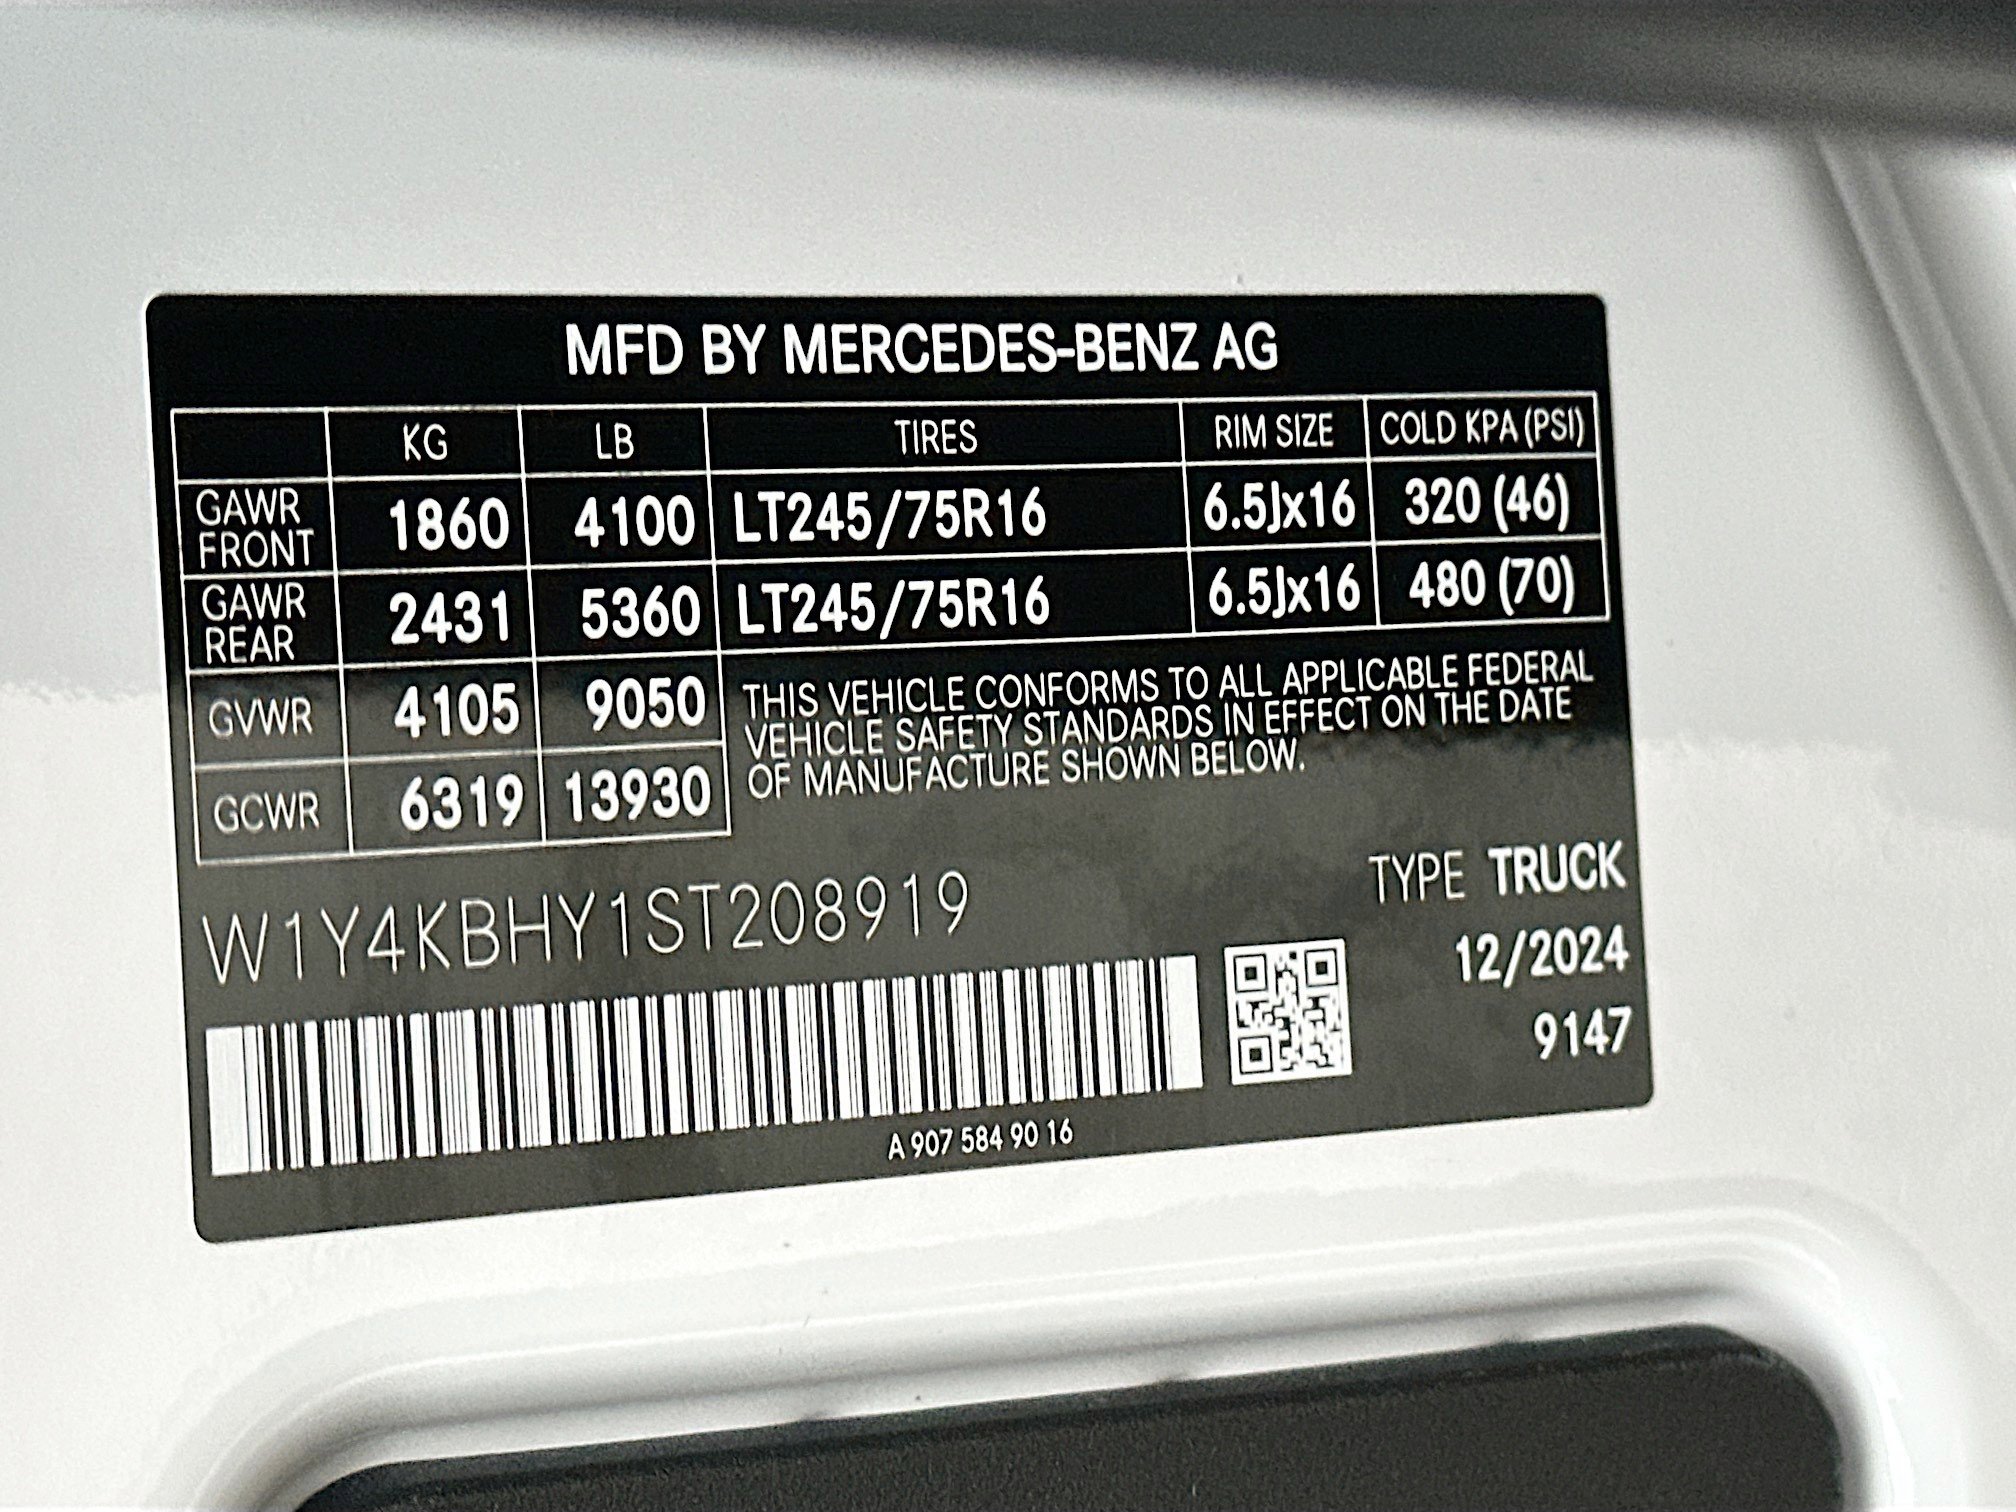 MFD BY MERCEDES-BENZ AG
KG LB TIRES RIM SIZE COLD KPA (PSI)
GAWR FRONT 1860 4100 LT245/75R16 6.5Jx16 320 (46)
GAWR REAR 2431 5360 LT245/75R16 6.5Jx16 480 (70)
GVWR 4105 9050
GCWR 6319 13930
THIS VEHICLE CONFORMS TO ALL APPLICABLE FEDERAL
VEHICLE SAFETY STANDARDS IN EFFECT ON THE DATE
OF MANUFACTURE SHOWN BELOW.
W1Y4KBHY1ST208919
TYPE TRUCK
12/2024
9147
A 907 584 90 16